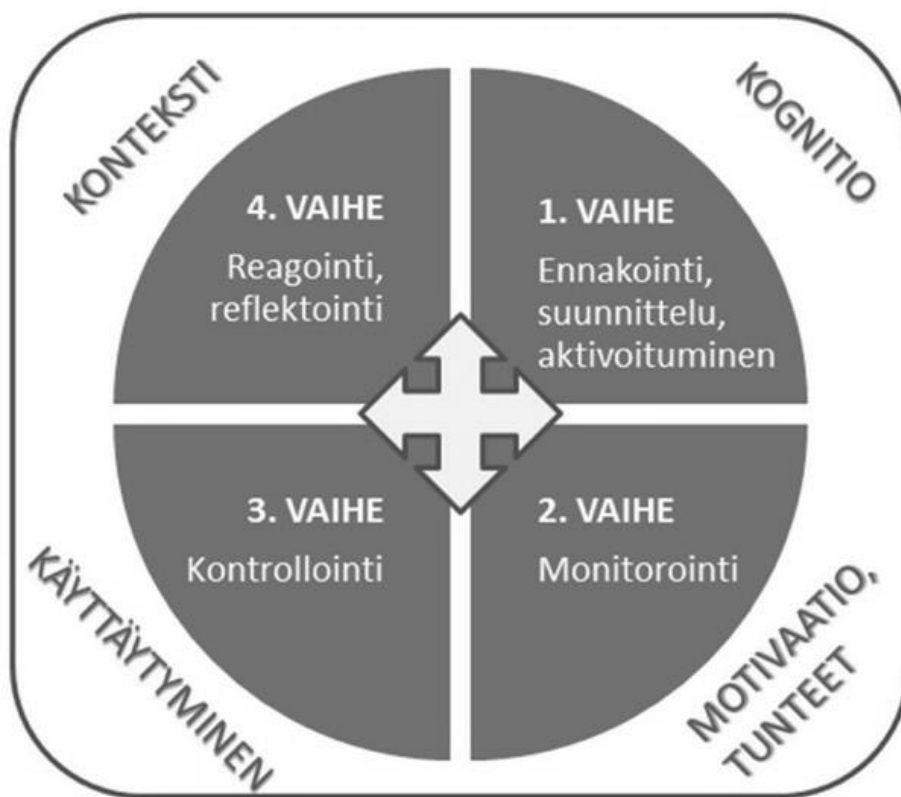 KONTEKSTI
KOGNITIO
4. VAIHE
Reagointi,
reflektointi
1. VAIHE
Ennakointi,
suunnittelu,
aktivoituminen
3. VAIHE
Kontrollointi
2. VAIHE
Monitorointi
KÄYTTÄYTYMINEN
MOTIVAATIO,
TUNTEET